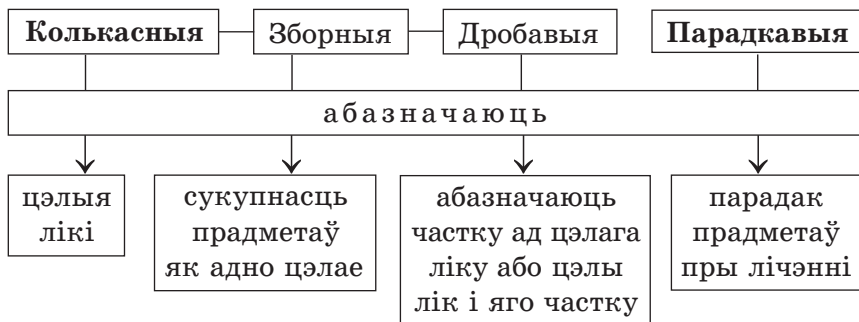 Колькасныя Зборныя Дробавыя Парадкавыя
абазначаюць
цэлыя
лікі
сукупнасць
прадметаў
як адно цэлае
абазначаюць
частку ад цэлага
ліку або цэлы
лік і яго частку
парадак
прадметаў
пры лічэнні